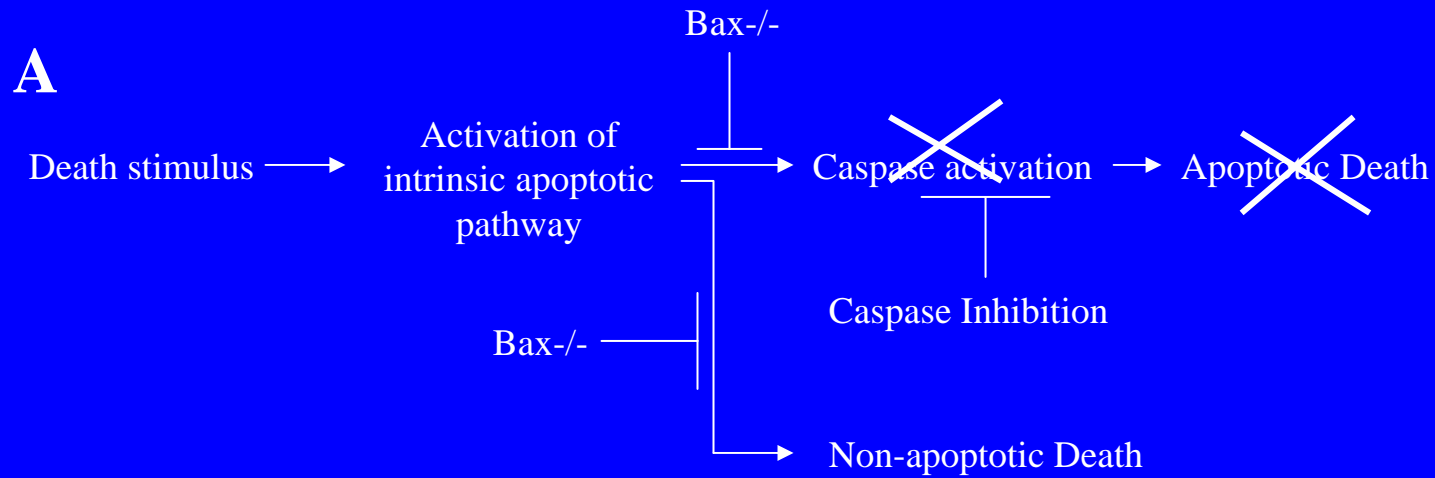 Bax-/-
A
Death stimulus
Activation of
intrinsic apoptotic
pathway
Caspase activation
Apoptotic Death
Caspase Inhibition
Bax-/-
Non-apoptotic Death